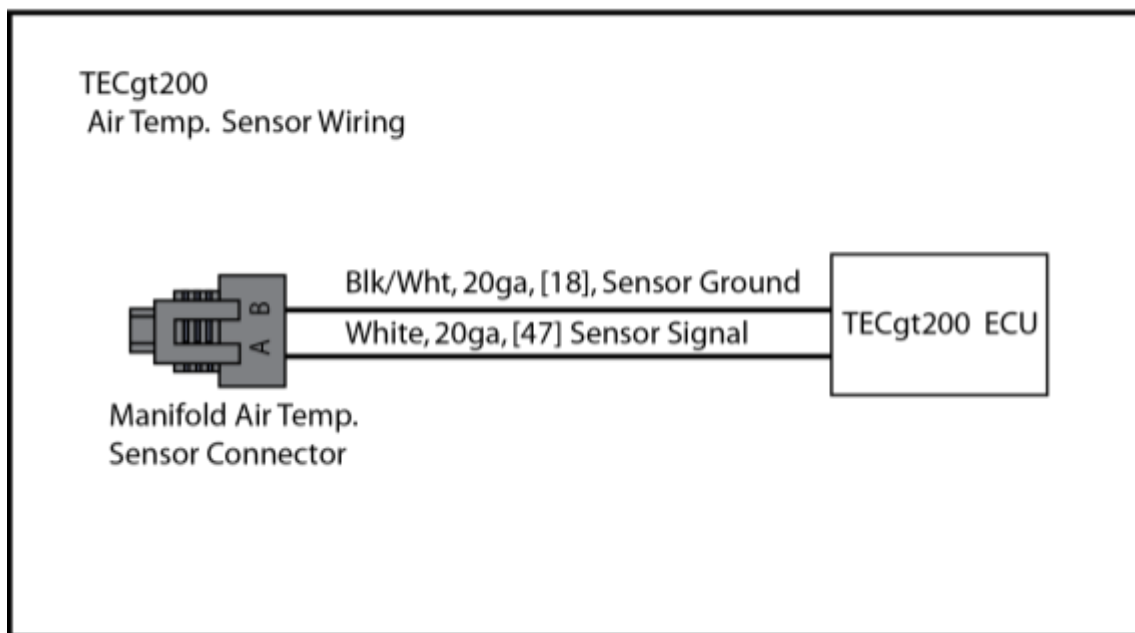 TECgt200
Air Temp. Sensor Wiring
Blk/Wht, 20ga, [18], Sensor Ground
B
White, 20ga, [47] Sensor Signal
A
TECgt200 ECU
Manifold Air Temp.
Sensor Connector